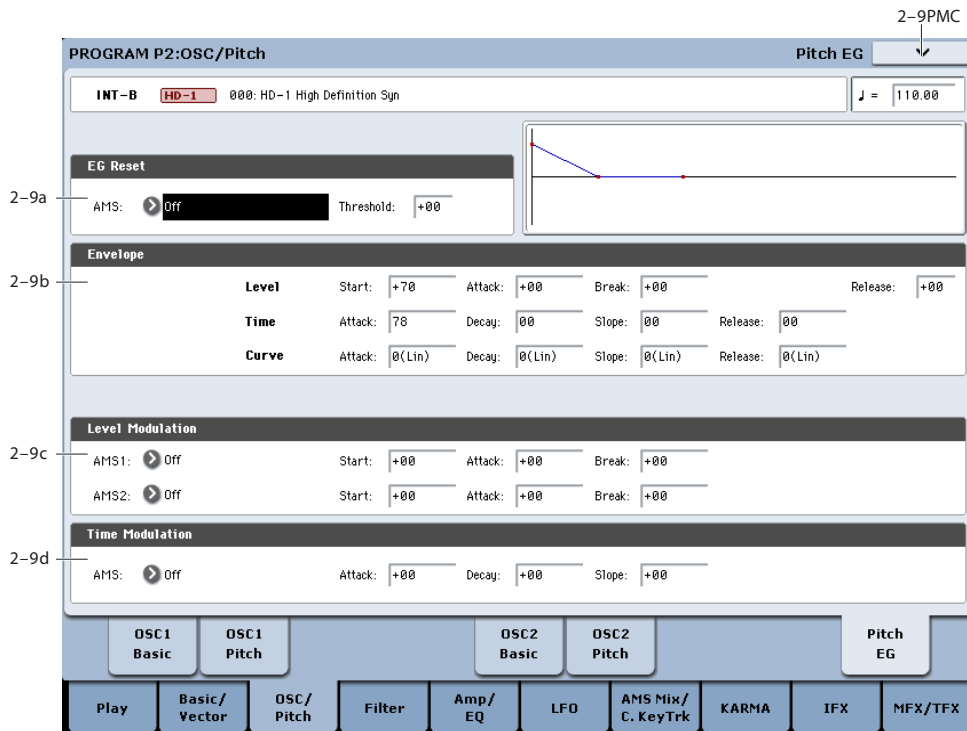 2–9PMC
PROGRAM P2:OSC/Pitch Pitch EG
INT–B HD–1 000: HD–1 High Definition Syn ♩ = 110.00
EG Reset
2–9a
AMS: Off Threshold: +00
Envelope
2–9b
Level Start: +70 Attack: +00 Break: +00 Release: +00
Time Attack: 78 Decay: 00 Slope: 00 Release: 00
Curve Attack: 0(Lin) Decay: 0(Lin) Slope: 0(Lin) Release: 0(Lin)
Level Modulation
2–9c
AMS1: Off Start: +00 Attack: +00 Break: +00
AMS2: Off Start: +00 Attack: +00 Break: +00
Time Modulation
2–9d
AMS: Off Attack: +00 Decay: +00 Slope: +00
OSC1 Basic
OSC1 Pitch
OSC2 Basic
OSC2 Pitch
Pitch EG
Play
Basic/ Vector
OSC/ Pitch
Filter
Amp/ EQ
LFO
AMS Mix/ C. KeyTrk
KARMA
IFX
MFX/TFX